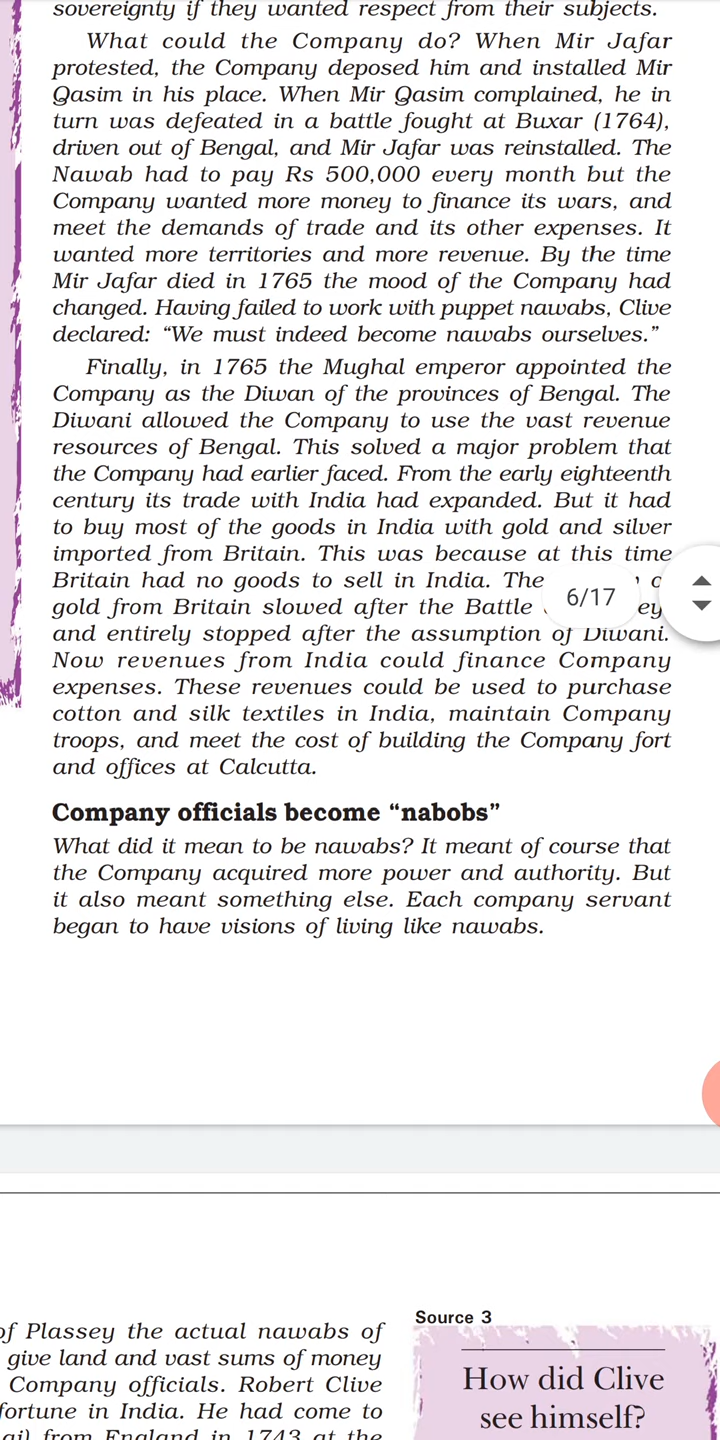 sovereignty if they wanted respect from their subjects.
What could the Company do? When Mir Jafar
protested, the Company deposed him and installed Mir
Qasim in his place. When Mir Qasim complained, he in
turn was defeated in a battle fought at Buxar (1764),
driven out of Bengal, and Mir Jafar was reinstalled. The
Nawab had to pay Rs 500,000 every month but the
Company wanted more money to finance its wars, and
meet the demands of trade and its other expenses. It
wanted more territories and more revenue. By the time
Mir Jafar died in 1765 the mood of the Company had
changed. Having failed to work with puppet nawabs, Clive
declared: “We must indeed become nawabs ourselves.”
Finally, in 1765 the Mughal emperor appointed the
Company as the Diwan of the provinces of Bengal. The
Diwani allowed the Company to use the vast revenue
resources of Bengal. This solved a major problem that
the Company had earlier faced. From the early eighteenth
century its trade with India had expanded. But it had
to buy most of the goods in India with gold and silver
imported from Britain. This was because at this time
Britain had no goods to sell in India. The
6/17
gold from Britain slowed after the Battle
and entirely stopped after the assumption of Diwani.
Now revenues from India could finance Company
expenses. These revenues could be used to purchase
cotton and silk textiles in India, maintain Company
troops, and meet the cost of building the Company fort
and offices at Calcutta.
Company officials become “nabobs”
What did it mean to be nawabs? It meant of course that
the Company acquired more power and authority. But
it also meant something else. Each company servant
began to have visions of living like nawabs.
of Plassey the actual nawabs of
give land and vast sums of money
Company officials. Robert Clive
fortune in India. He had come to
from England in 1743 at the
Source 3
How did Clive
see himself?